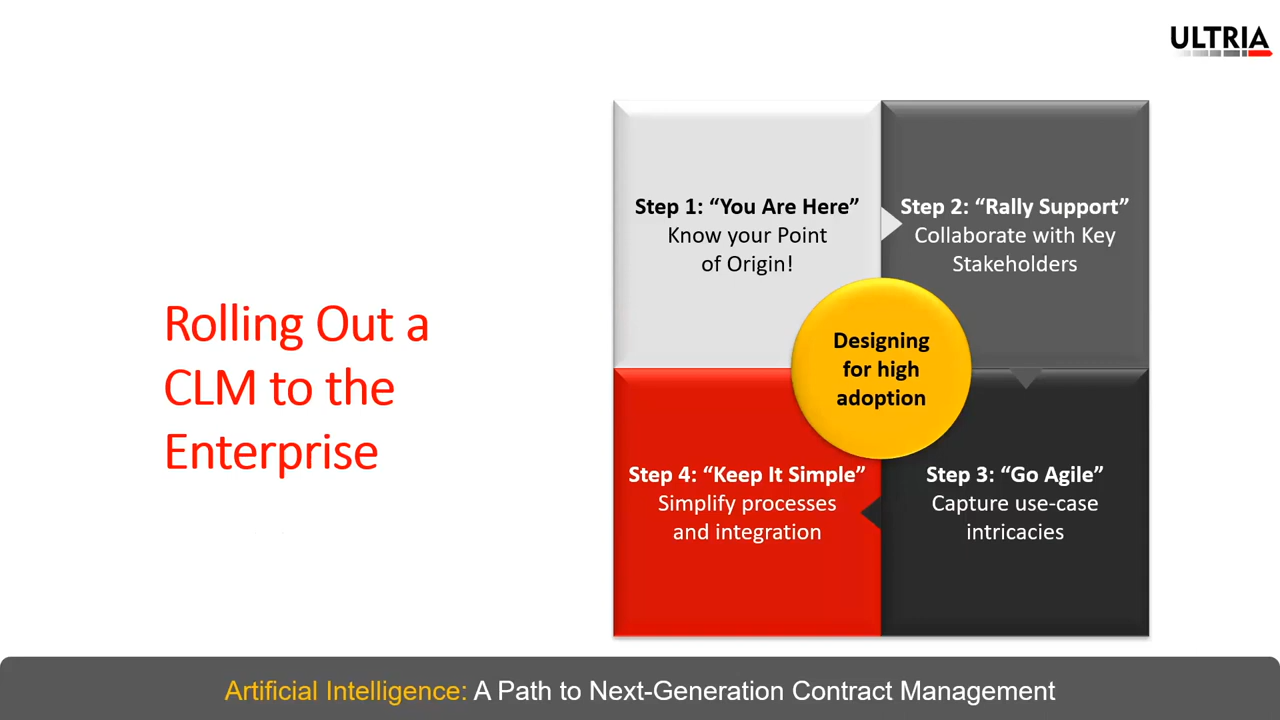 ULTRIA
Rolling Out a
CLM to the
Enterprise
Step 1: “You Are Here”
Know your Point
of Origin!
Step 2: “Rally Support”
Collaborate with Key
Stakeholders
Designing
for high
adoption
Step 4: “Keep It Simple”
Simplify processes
and integration
Step 3: “Go Agile”
Capture use-case
intricacies
Artificial Intelligence: A Path to Next-Generation Contract Management